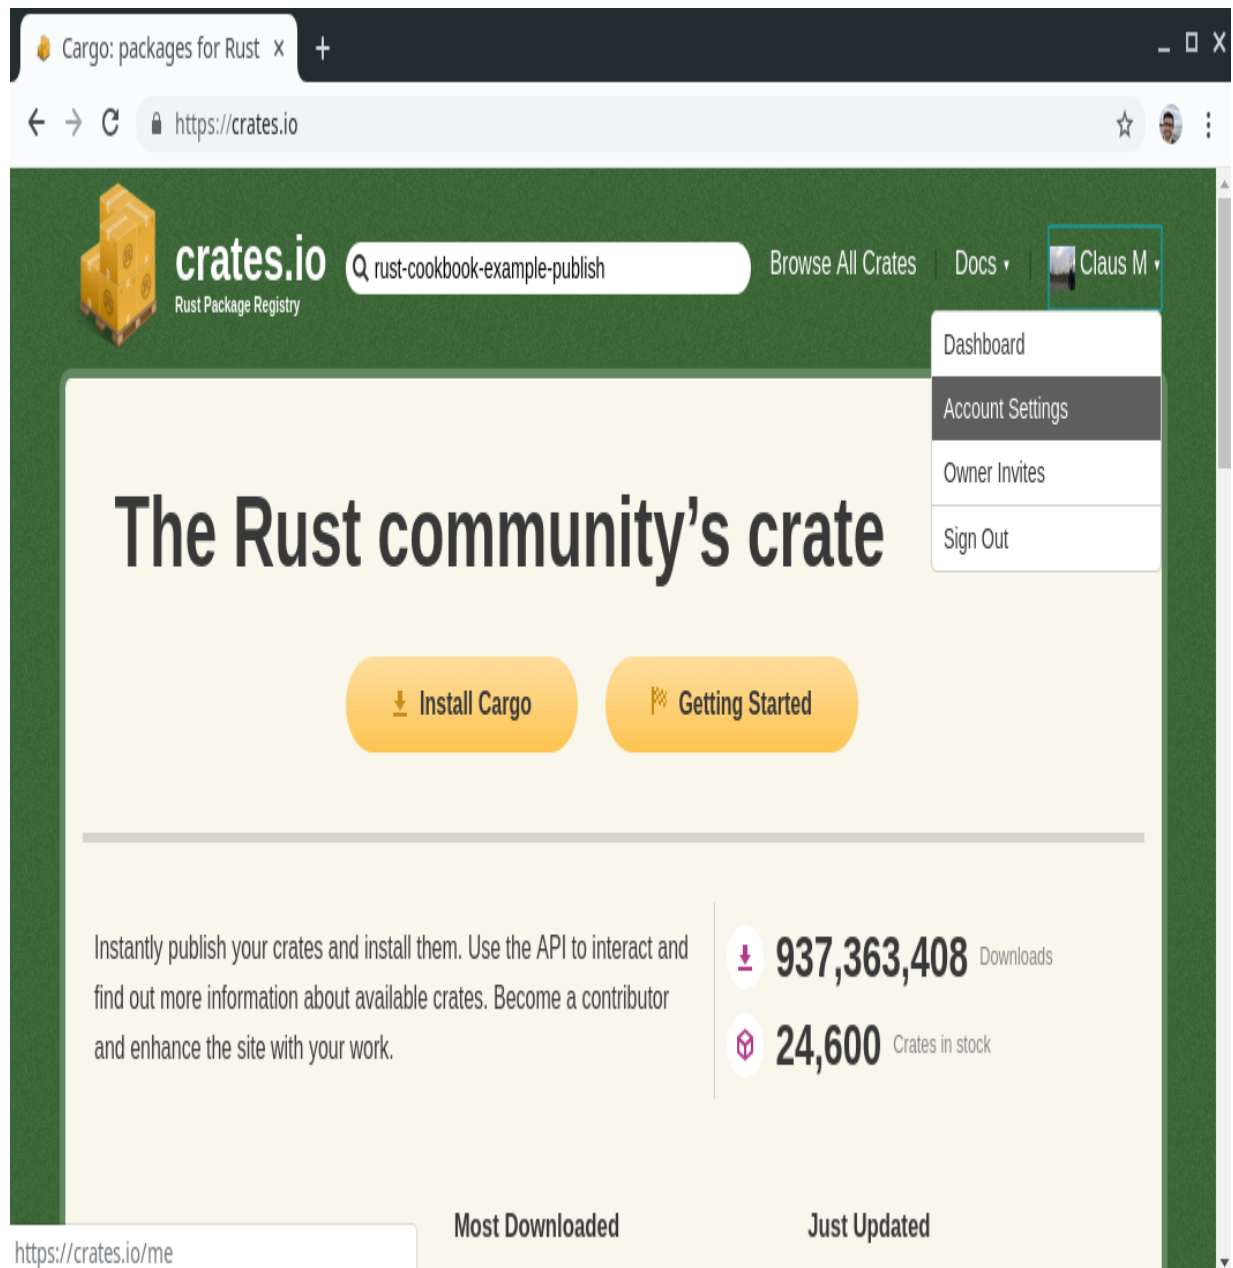 Cargo: packages for Rust
https://crates.io
crates.io
Rust Package Registry
rust-cookbook-example-publish
Browse All Crates
Docs
Claus M
Dashboard
Account Settings
Owner Invites
Sign Out
The Rust community’s crate
Install Cargo
Getting Started
Instantly publish your crates and install them. Use the API to interact and
find out more information about available crates. Become a contributor
and enhance the site with your work.
937,363,408 Downloads
24,600 Crates in stock
Most Downloaded
Just Updated
https://crates.io/me